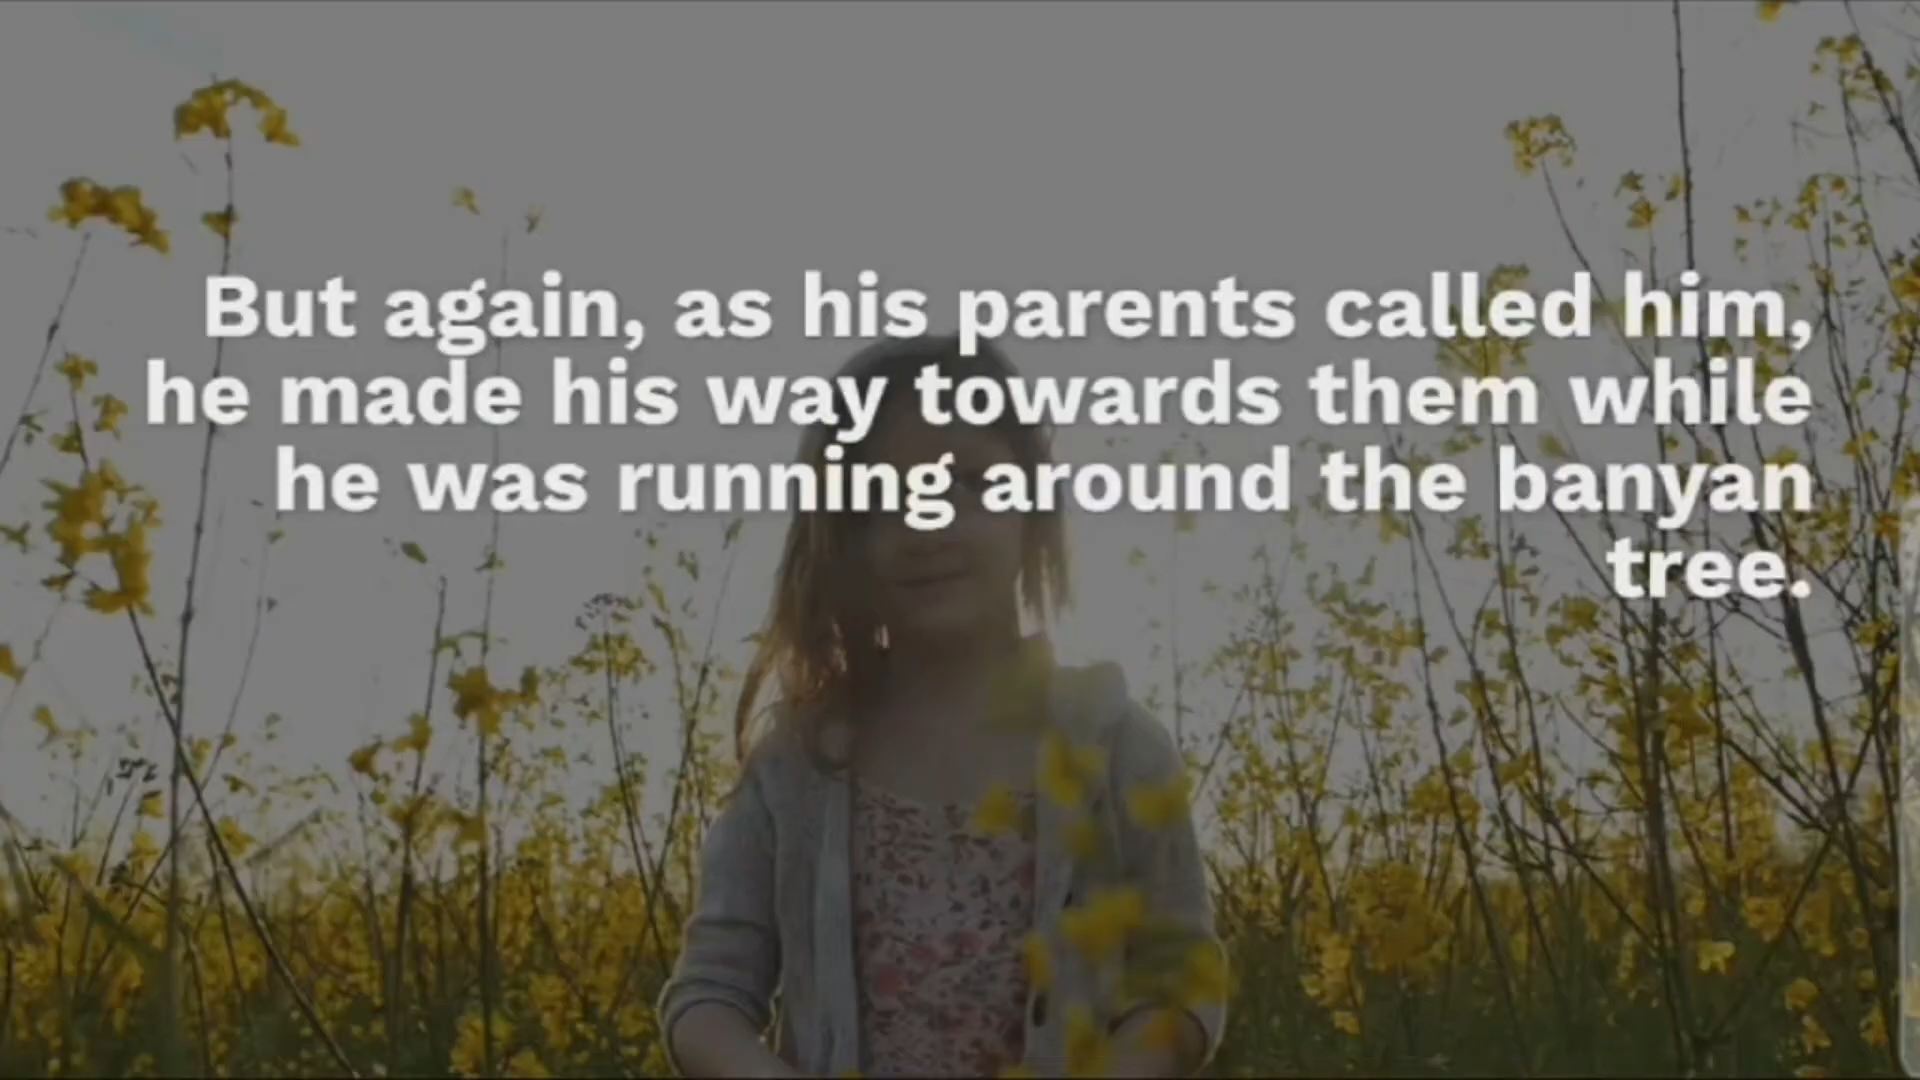 But again, as his parents called him,
he made his way towards them while
he was running around the banyan
tree.